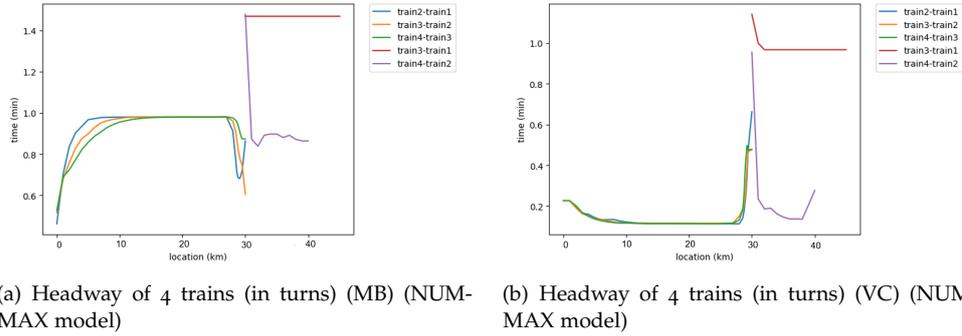 1.4
1.2
1.0
0.8
0.6
time (min)
0
10
20
30
40
location (km)
train2-train1
train3-train2
train4-train3
train3-train1
train4-train2
1.0
0.8
0.6
0.4
0.2
time (min)
0
10
20
30
40
location (km)
train2-train1
train3-train2
train4-train3
train3-train1
train4-train2
a) Headway of 4 trains (in turns) (MB) (NUM-
MAX model)
(b) Headway of 4 trains (in turns) (VC) (NUM
MAX model)